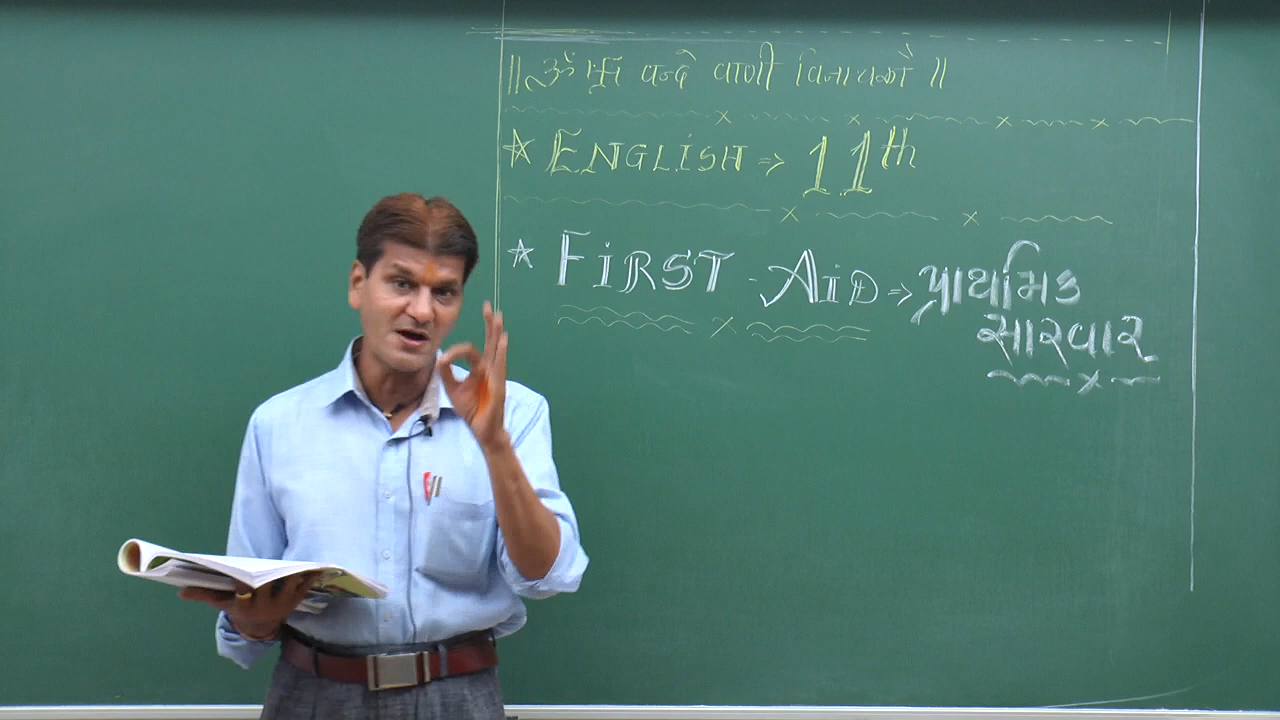 ॥ ॐ वन्दे वाणी विनायकौ ॥
ENGLISH ⇒ 11th
FIRST-AID ⇒ પ્રાથમિક
સારવાર